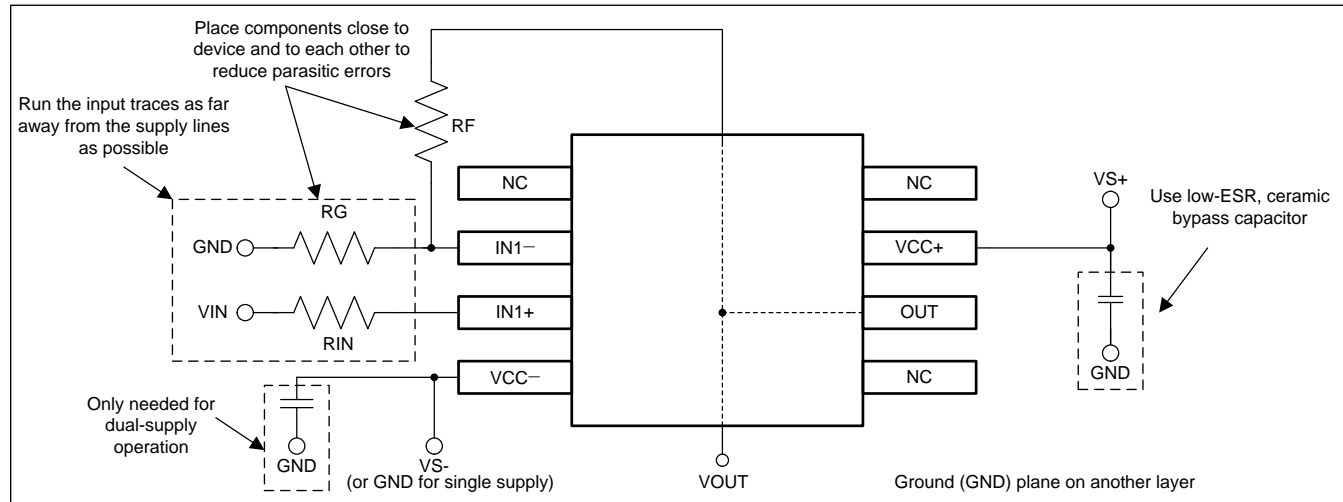 Place components close to
device and to each other to
reduce parasitic errors
Run the input traces as far
away from the supply lines
as possible
RF
NC
NC
VS+
Use low-ESR, ceramic
bypass capacitor
RG
GND
IN1−
VCC+
VIN
IN1+
OUT
RIN
VCC−
NC
GND
Only needed for
dual-supply
operation
GND
VS-
(or GND for single supply)
VOUT
Ground (GND) plane on another layer